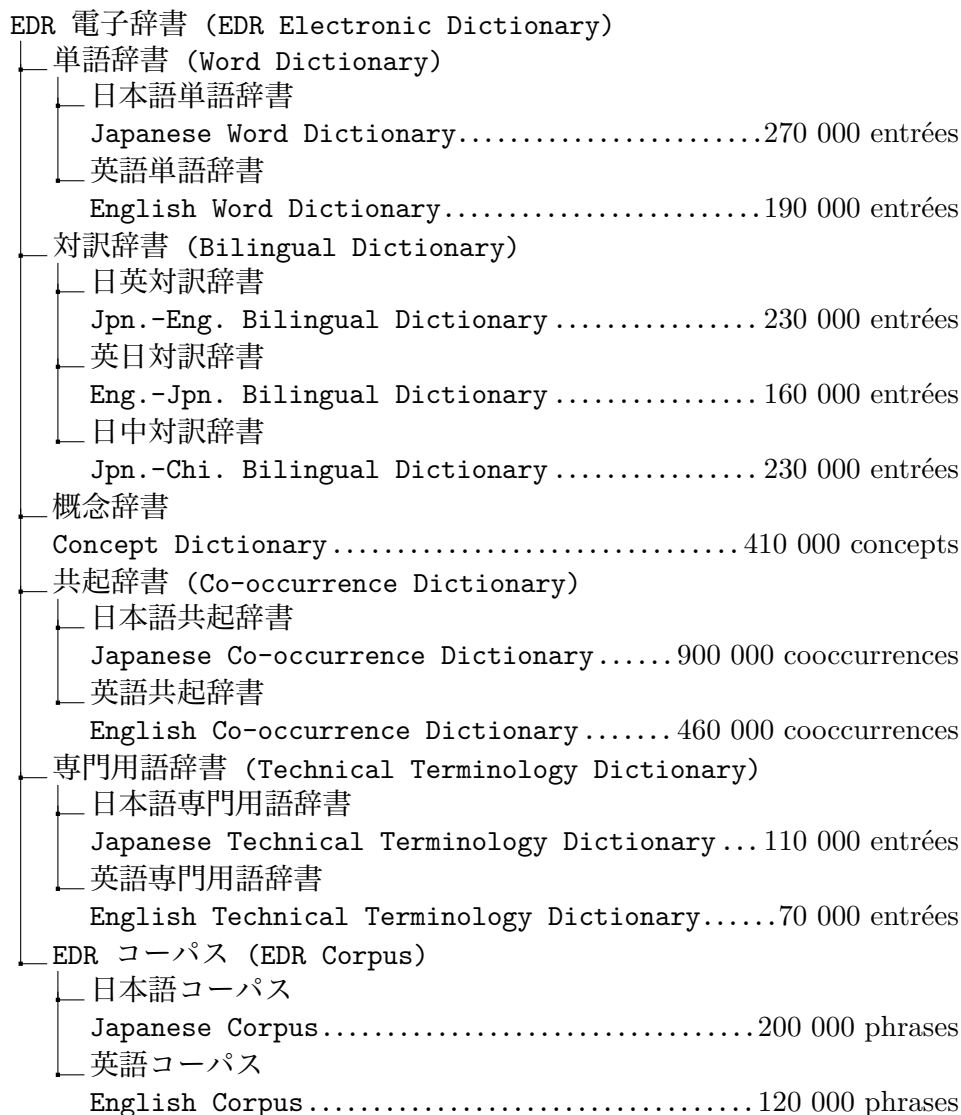 EDR 電子辞書 (EDR Electronic Dictionary)
単語辞書 (Word Dictionary)
日本語単語辞書
Japanese Word Dictionary........................270 000 entrées
英語単語辞書
English Word Dictionary.........................190 000 entrées
対訳辞書 (Bilingual Dictionary)
日英対訳辞書
Jpn.-Eng. Bilingual Dictionary ................ 230 000 entrées
英日対訳辞書
Eng.-Jpn. Bilingual Dictionary ................ 160 000 entrées
日中対訳辞書
Jpn.-Chi. Bilingual Dictionary ................ 230 000 entrées
概念辞書
Concept Dictionary................................410 000 concepts
共起辞書 (Co-occurrence Dictionary)
日本語共起辞書
Japanese Co-occurrence Dictionary......900 000 cooccurrences
英語共起辞書
English Co-occurrence Dictionary.......460 000 cooccurrences
専門用語辞書 (Technical Terminology Dictionary)
日本語専門用語辞書
Japanese Technical Terminology Dictionary...110 000 entrées
英語専門用語辞書
English Technical Terminology Dictionary......70 000 entrées
EDR コーパス (EDR Corpus)
日本語コーパス
Japanese Corpus..................................200 000 phrases
英語コーパス
English Corpus...................................120 000 phrases